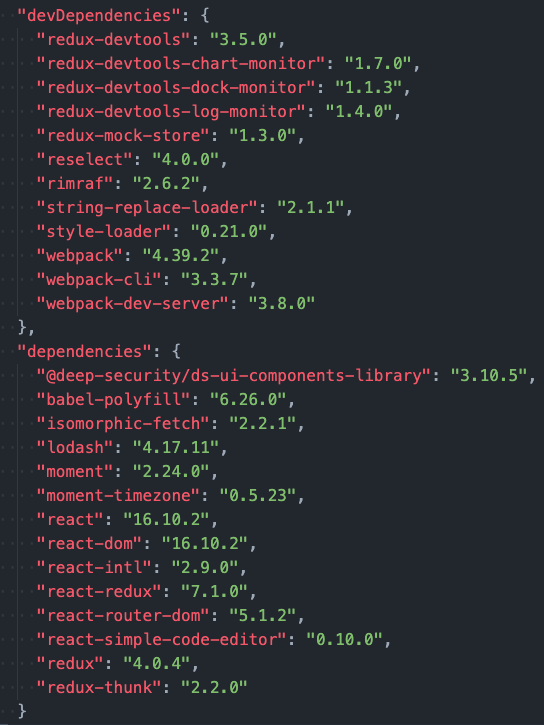 "devDependencies": {
"redux-devtools": "3.5.0",
"redux-devtools-chart-monitor": "1.7.0",
"redux-devtools-dock-monitor": "1.1.3",
"redux-devtools-log-monitor": "1.4.0",
"redux-mock-store": "1.3.0",
"reselect": "4.0.0",
"rimraf": "2.6.2",
"string-replace-loader": "2.1.1",
"style-loader": "0.21.0",
"webpack": "4.39.2",
"webpack-cli": "3.3.7",
"webpack-dev-server": "3.8.0"
},
"dependencies": {
"@deep-security/ds-ui-components-library": "3.10.5",
"babel-polyfill": "6.26.0",
"isomorphic-fetch": "2.2.1",
"lodash": "4.17.11",
"moment": "2.24.0",
"moment-timezone": "0.5.23",
"react": "16.10.2",
"react-dom": "16.10.2",
"react-intl": "2.9.0",
"react-redux": "7.1.0",
"react-router-dom": "5.1.2",
"react-simple-code-editor": "0.10.0",
"redux": "4.0.4",
"redux-thunk": "2.2.0"
}